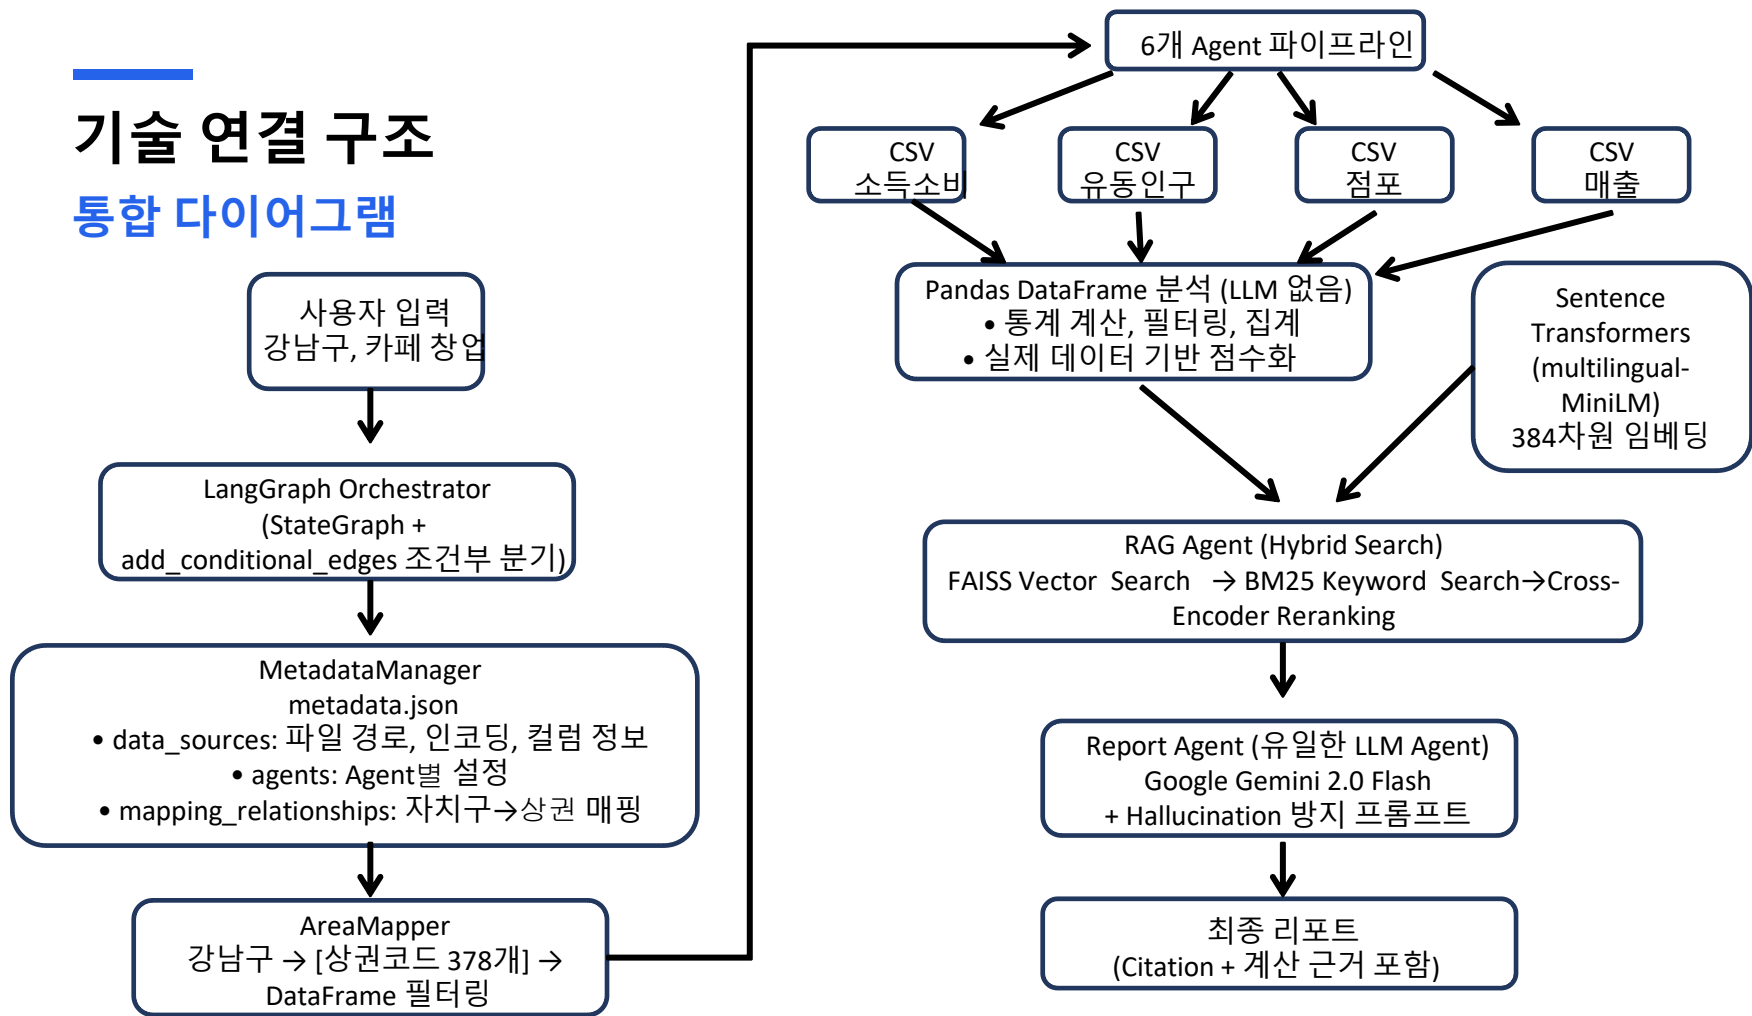 기술 연결 구조
통합 다이어그램
사용자 입력
강남구, 카페 창업
LangGraph Orchestrator
(StateGraph +
add_conditional_edges 조건부 분기)
MetadataManager
metadata.json
• data_sources: 파일 경로, 인코딩, 컬럼 정보
• agents: Agent별 설정
• mapping_relationships: 자치구→상권 매핑
AreaMapper
강남구 → [상권코드 378개] →
DataFrame 필터링
6개 Agent 파이프라인
CSV
소득소비
CSV
유동인구
CSV
점포
CSV
매출
Pandas DataFrame 분석 (LLM 없음)
• 통계 계산, 필터링, 집계
• 실제 데이터 기반 점수화
Sentence
Transformers
(multilingual-
MiniLM)
384차원 임베딩
RAG Agent (Hybrid Search)
FAISS Vector Search → BM25 Keyword Search→Cross-
Encoder Reranking
Report Agent (유일한 LLM Agent)
Google Gemini 2.0 Flash
+ Hallucination 방지 프롬프트
최종 리포트
(Citation + 계산 근거 포함)